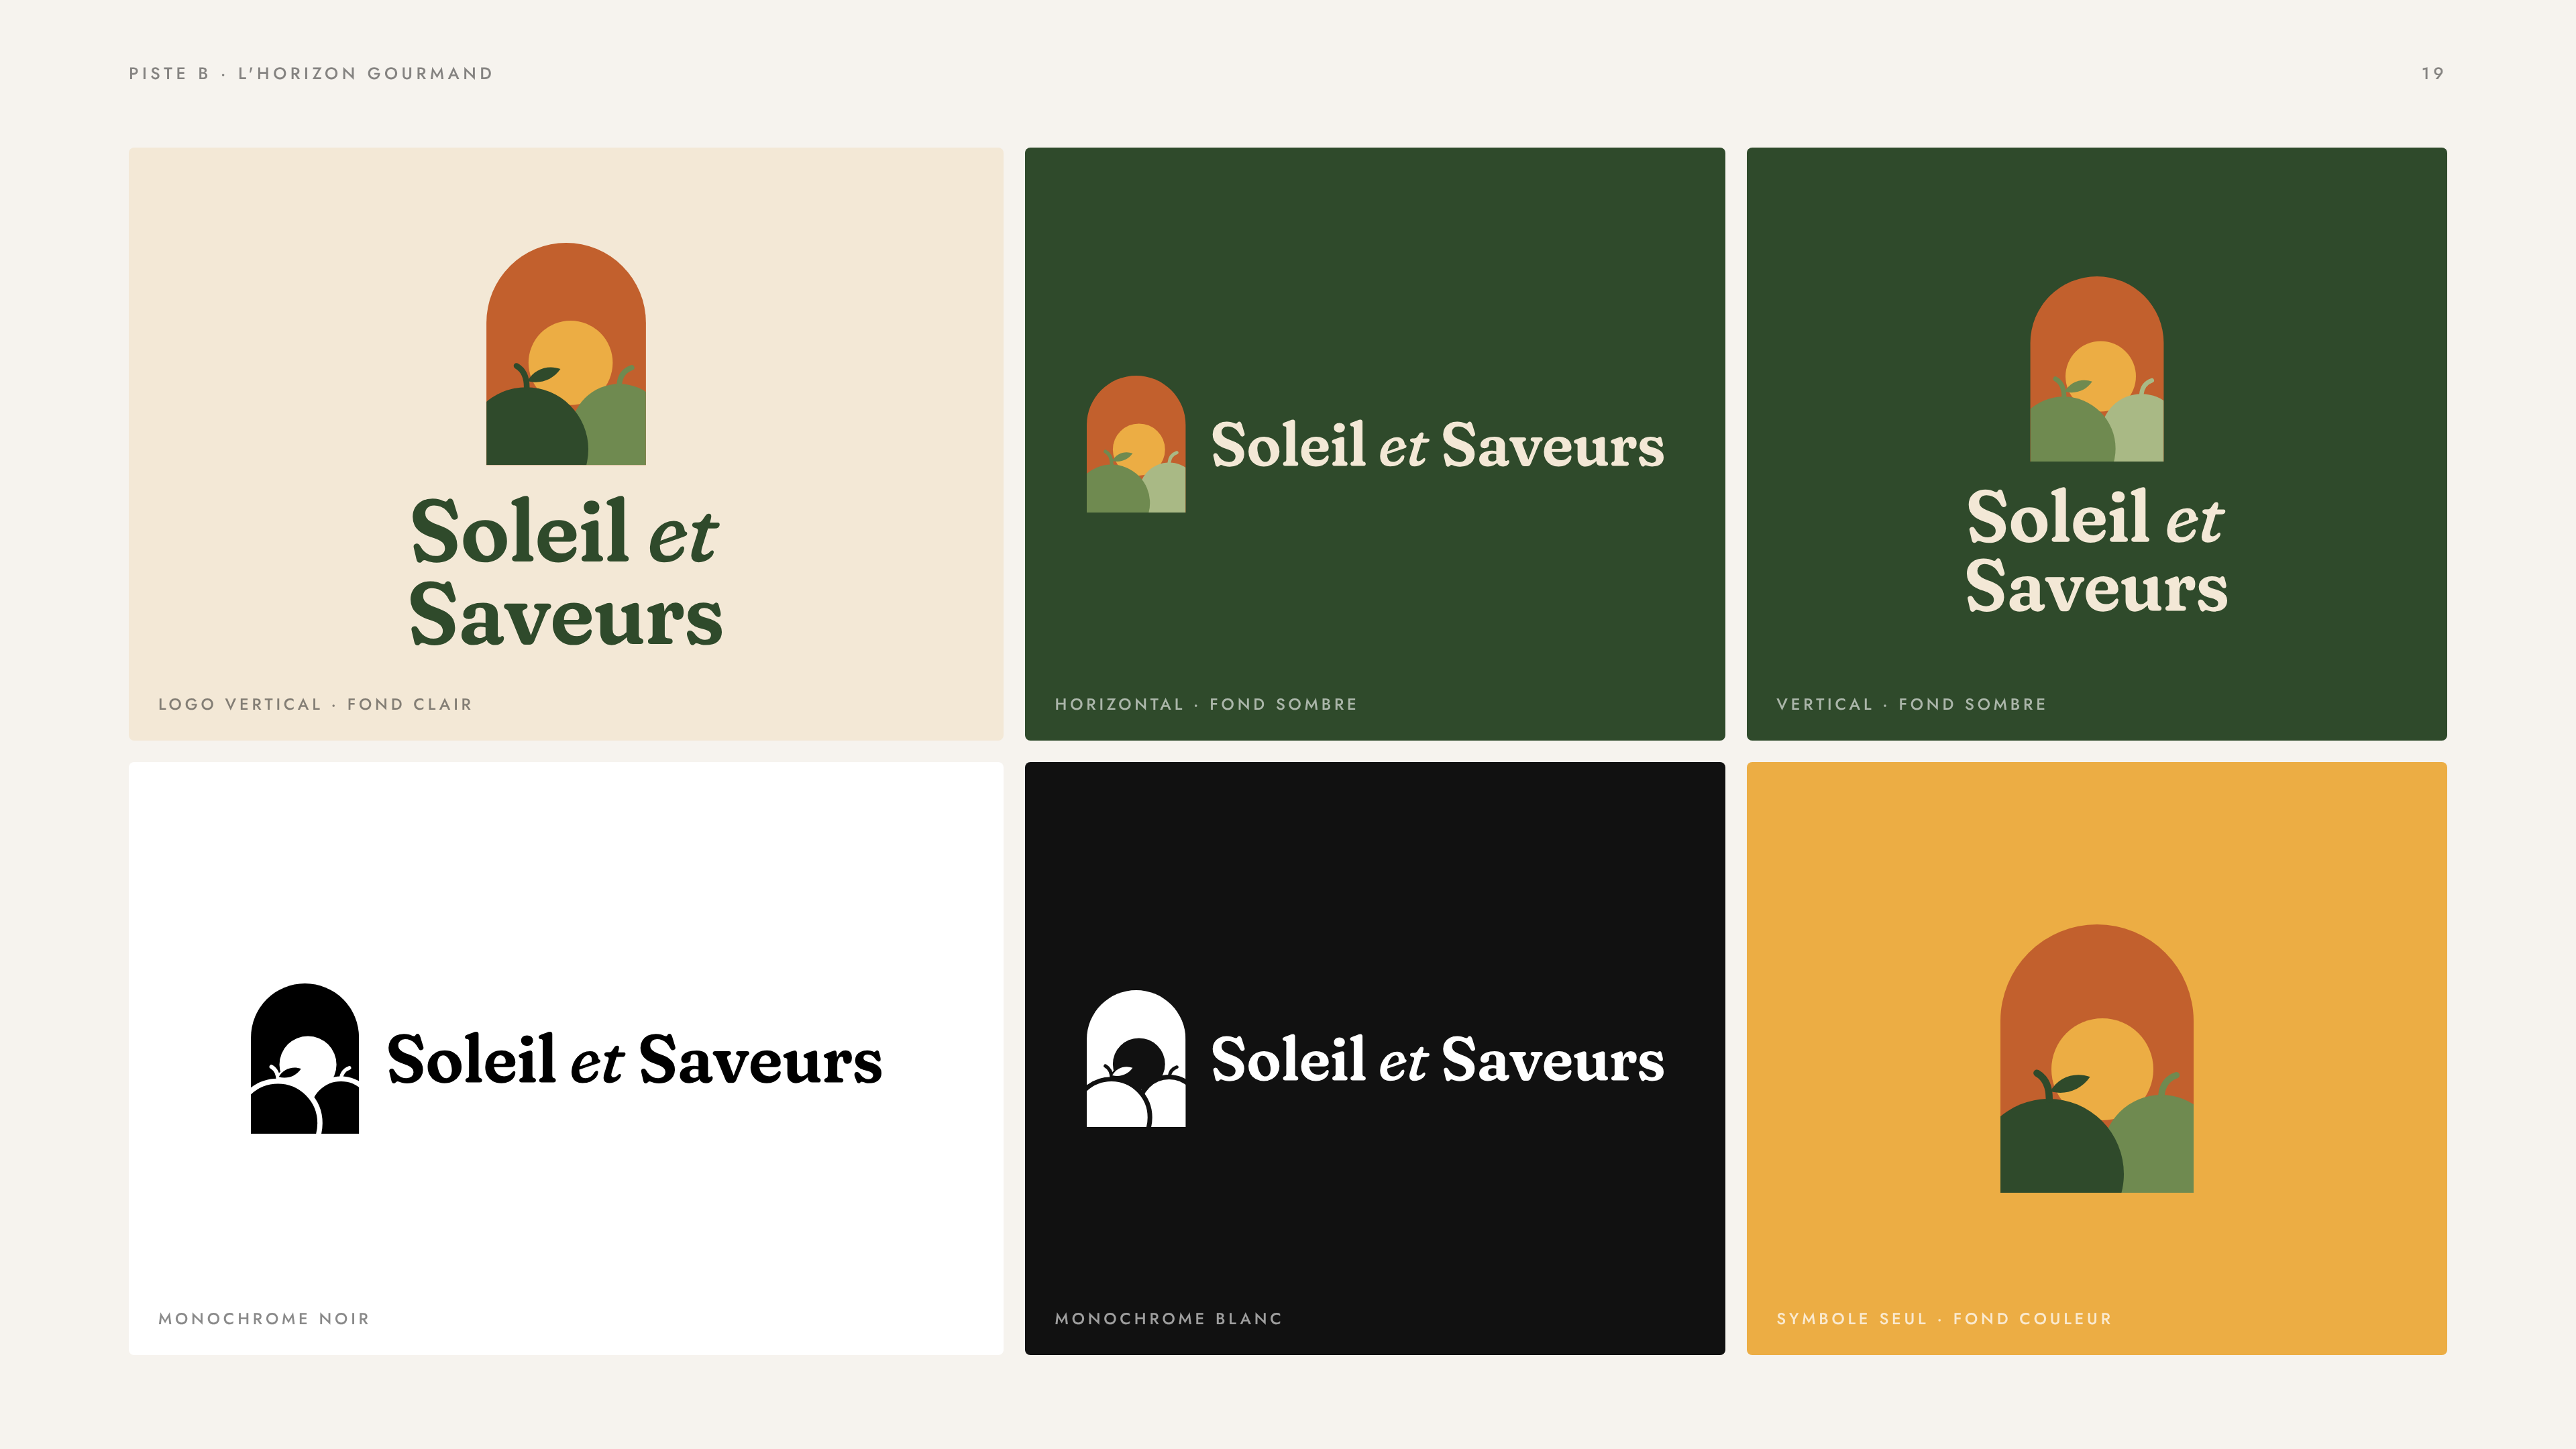 PISTE B · L'HORIZON GOURMAND
19
Soleil et
Saveurs
LOGO VERTICAL · FOND CLAIR
Soleil et Saveurs
HORIZONTAL · FOND SOMBRE
Soleil et
Saveurs
VERTICAL · FOND SOMBRE
Soleil et Saveurs
MONOCHROME NOIR
Soleil et Saveurs
MONOCHROME BLANC
SYMBOLE SEUL · FOND COULEUR